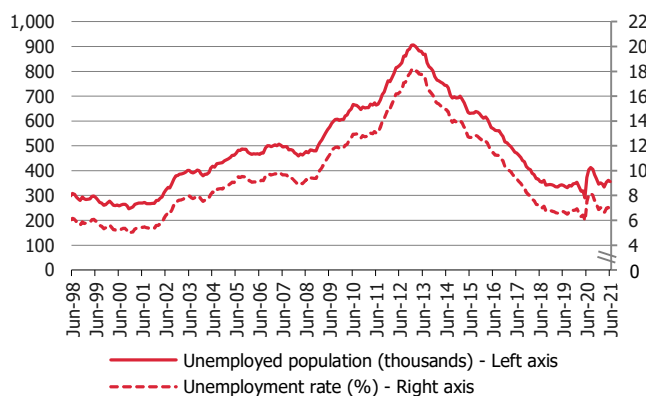 1,000
900
800
700
600
500
400
300
200
100
0
22
20
18
16
14
12
10
8
6
4
0
Jun-98
Jun-99
Jun-00
Jun-01
Jun-02
Jun-03
Jun-04
Jun-05
Jun-06
Jun-07
Jun-08
Jun-09
Jun-10
Jun-11
Jun-12
Jun-13
Jun-14
Jun-15
Jun-16
Jun-17
Jun-18
Jun-19
Jun-20
Jun-21
Unemployed population (thousands) - Left axis
Unemployment rate (%) - Right axis